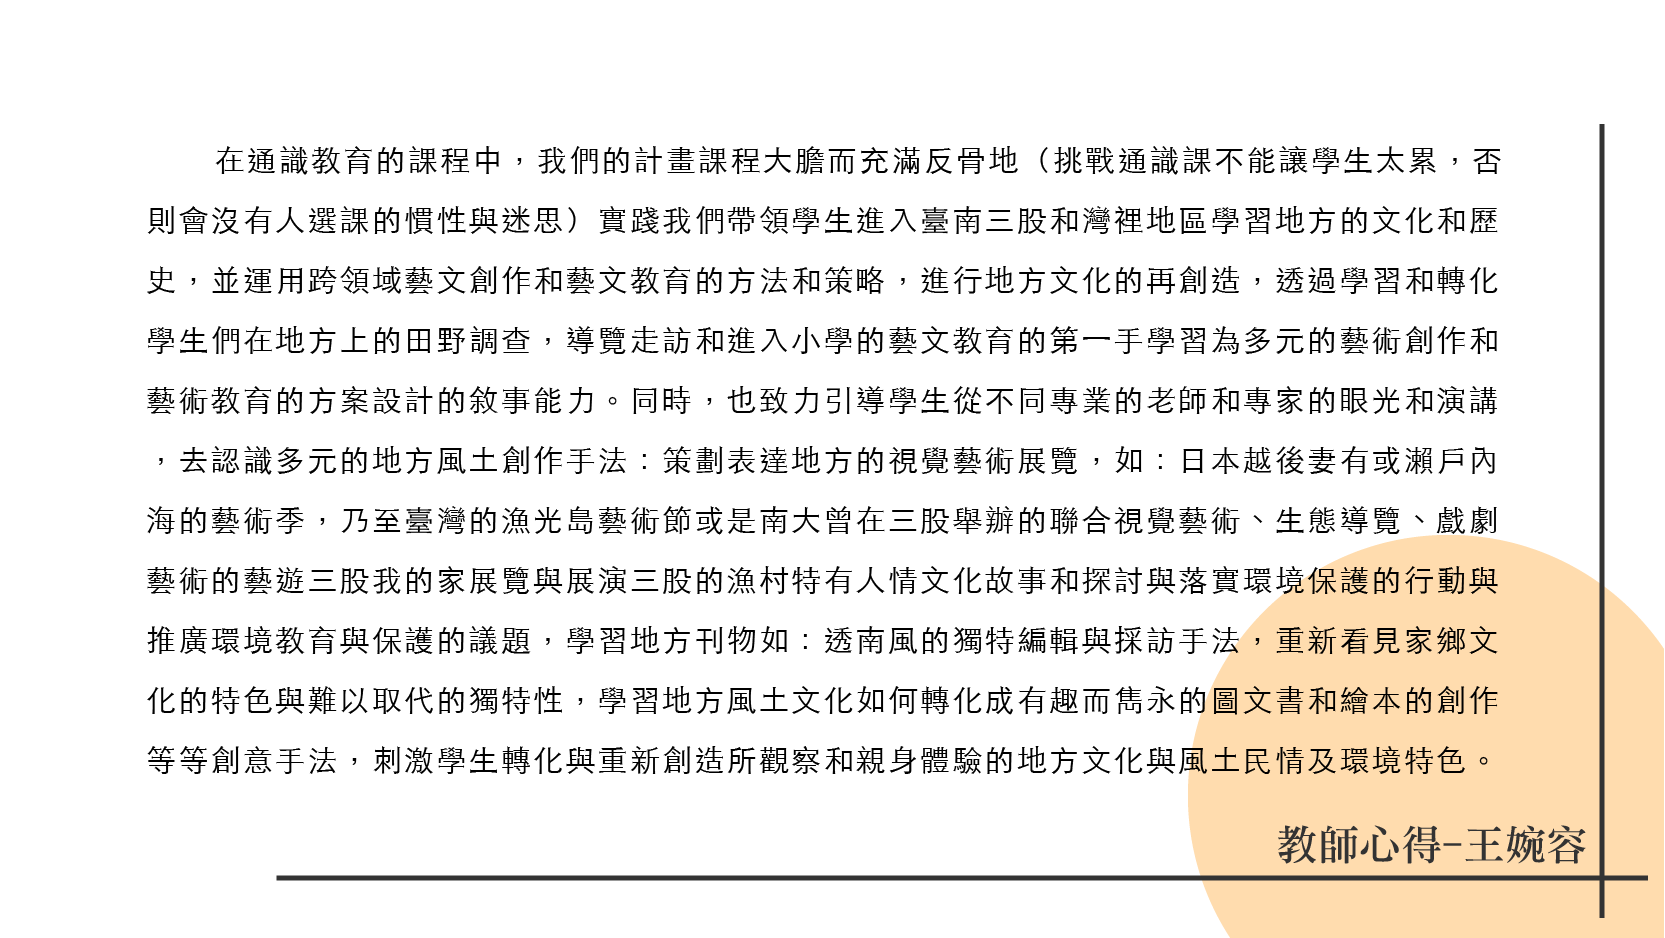 在通識教育的課程中，我們的計畫課程大膽而充滿反骨地（挑戰通識課不能讓學生太累，否
則會沒有人選課的慣性與迷思）實踐我們帶領學生進入臺南三股和灣裡地區學習地方的文化和歷
史，並運用跨領域藝文創作和藝文教育的方法和策略，進行地方文化的再創造，透過學習和轉化
學生們在地方上的田野調查，導覽走訪和進入小學的藝文教育的第一手學習為多元的藝術創作和
藝術教育的方案設計的敘事能力。同時，也致力引導學生從不同專業的老師和專家的眼光和演講
，去認識多元的地方風土創作手法：策劃表達地方的視覺藝術展覽，如：日本越後妻有或瀨戶內
海的藝術季，乃至臺灣的漁光島藝術節或是南大曾在三股舉辦的聯合視覺藝術、生態導覽、戲劇
藝術的藝遊三股我的家展覽與展演三股的漁村特有人情文化故事和探討與落實環境保護的行動與
推廣環境教育與保護的議題，學習地方刊物如：透南風的獨特編輯與採訪手法，重新看見家鄉文
化的特色與難以取代的獨特性，學習地方風土文化如何轉化成有趣而雋永的圖文書和繪本的創作
等等創意手法，刺激學生轉化與重新創造所觀察和親身體驗的地方文化與風土民情及環境特色。
教師心得-王婉容